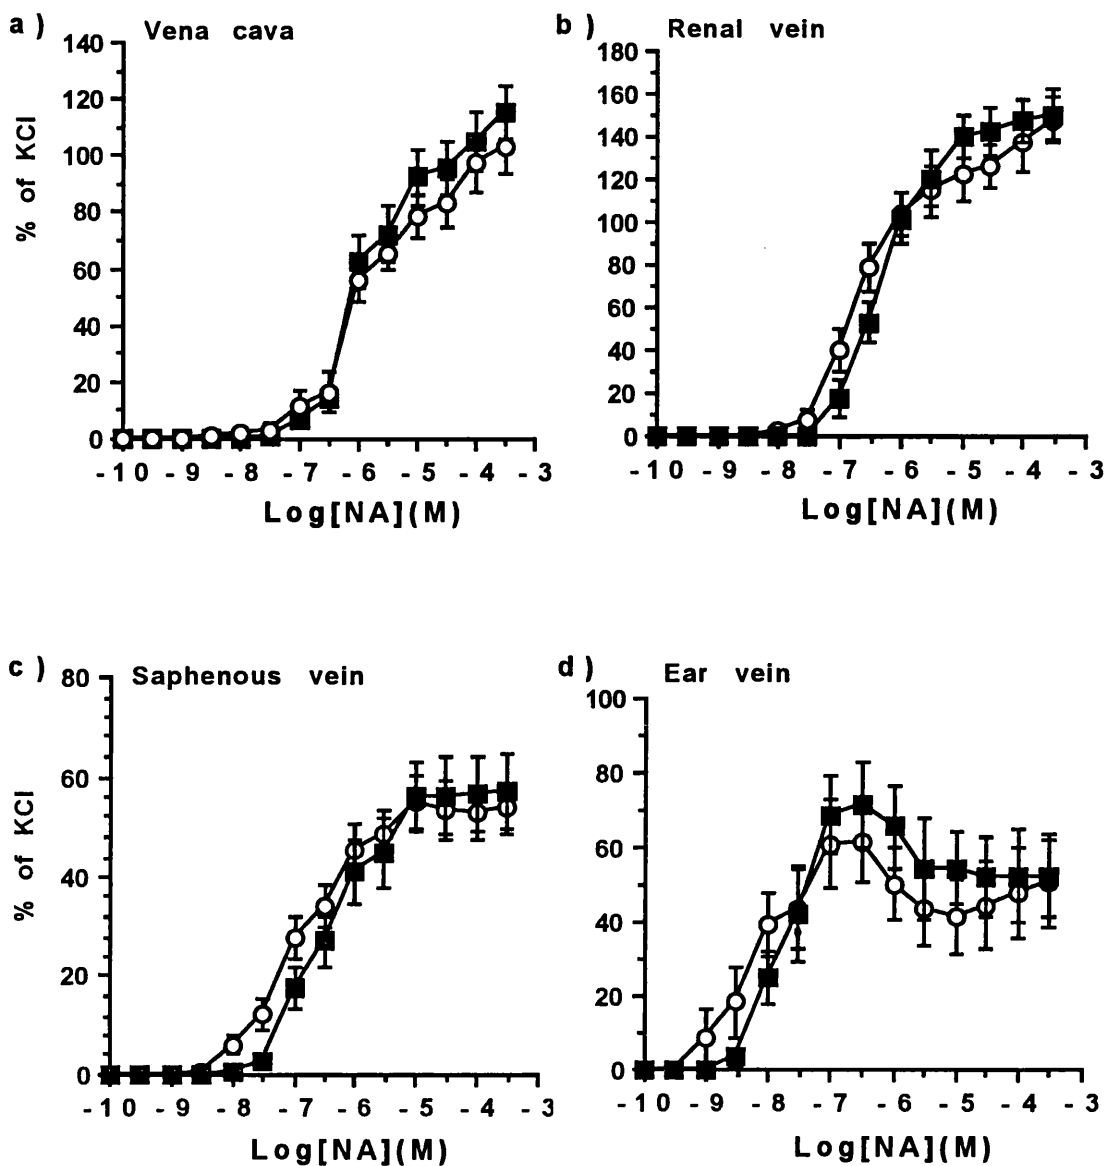 a) Vena cava
140
120
100
80
60
40
20
0
% of KCl
-10 -9 -8 -7 -6 -5 -4 -3
Log[NA](M)
b) Renal vein
180
160
140
120
100
80
60
40
20
0
-10 -9 -8 -7 -6 -5 -4 -3
Log[NA](M)
c) Saphenous vein
80
60
40
20
0
% of KCl
-10 -9 -8 -7 -6 -5 -4 -3
Log[NA](M)
d) Ear vein
100
80
60
40
20
0
-10 -9 -8 -7 -6 -5 -4 -3
Log[NA](M)